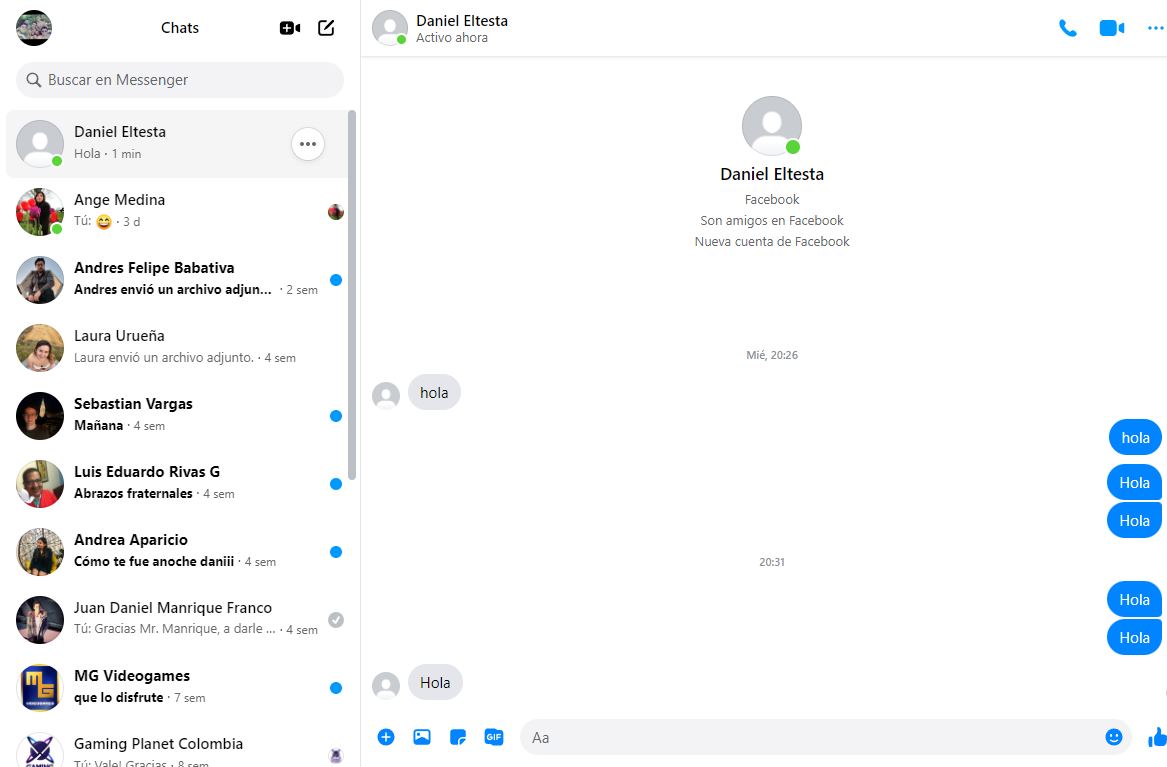 Chats
Buscar en Messenger
Daniel Eltesta
Hola · 1 min
Ange Medina
Tú: 😄 · 3 d
Andres Felipe Babativa
Andres envió un archivo adjun... · 2 sem
Laura Urueña
Laura envió un archivo adjunto. · 4 sem
Sebastian Vargas
Mañana · 4 sem
Luis Eduardo Rivas G
Abrazos fraternales · 4 sem
Andrea Aparicio
Cómo te fue anoche daniii · 4 sem
Juan Daniel Manrique Franco
Tú: Gracias Mr. Manrique, a darle ... · 4 sem
MG
VIDEOGAMES
MG Videogames
que lo disfrute · 7 sem
GAMING
Gaming Planet Colombia
Tú: Vale! Gracias · 8 sem
Daniel Eltesta
Activo ahora
Daniel Eltesta
Facebook
Son amigos en Facebook
Nueva cuenta de Facebook
Mié, 20:26
hola
hola
Hola
Hola
20:31
Hola
Hola
Hola
GIF
Aa